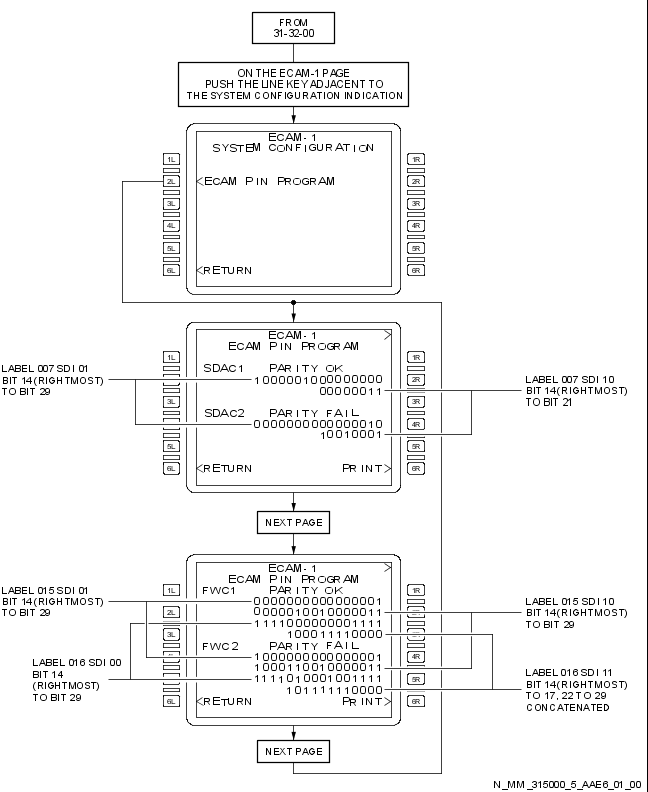 FROM
31-32-00
ON THE ECAM-1 PAGE
PUSH THE LINE KEY ADJACENT TO
THE SYSTEM CONFIGURATION INDICATION
ECAM-1
SYSTEM CONFIGURATION
1L
1R
2L
<ECAM PIN PROGRAM
2R
3L
3R
4L
4R
5L
5R
6L
<RETURN
6R
ECAM-1
ECAM PIN PROGRAM
>
1L
1R
SDAC1 PARITY OK
LABEL 007 SDI 01
BIT 14 (RIGHTMOST)
TO BIT 29
1000001000000000
2R
00000011
LABEL 007 SDI 10
BIT 14 (RIGHTMOST)
TO BIT 21
3L
3R
SDAC2 PARITY FAIL
0000000000000010
4R
10010001
5L
5R
6L
<RETURN
PRINT>
6R
NEXT PAGE
ECAM-1
ECAM PIN PROGRAM
>
1L
FWC1 PARITY OK
1R
LABEL 015 SDI 01
BIT 14 (RIGHTMOST)
TO BIT 29
0000000000000001
2L
0000010010000011
LABEL 015 SDI 10
BIT 14 (RIGHTMOST)
TO BIT 29
1111000000001111
3L
100011110000
FWC2 PARITY FAIL
1000000000000001
4R
LABEL 016 SDI 00
BIT 14
(RIGHTMOST)
TO BIT 29
1000110010000011
1111010001001111
5R
101111110000
LABEL 016 SDI 11
BIT 14 (RIGHTMOST)
TO 17, 22 TO 29
CONCATENATED
6L
<RETURN
PRINT>
6R
NEXT PAGE
N_MM_315000_5_AAE6_01_00